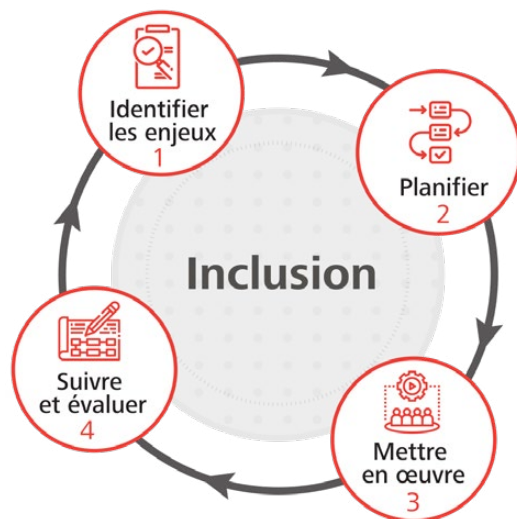 Identifier
les enjeux
1
Planifier
2
Inclusion
Suivre
et évaluer
4
Mettre
en œuvre
3